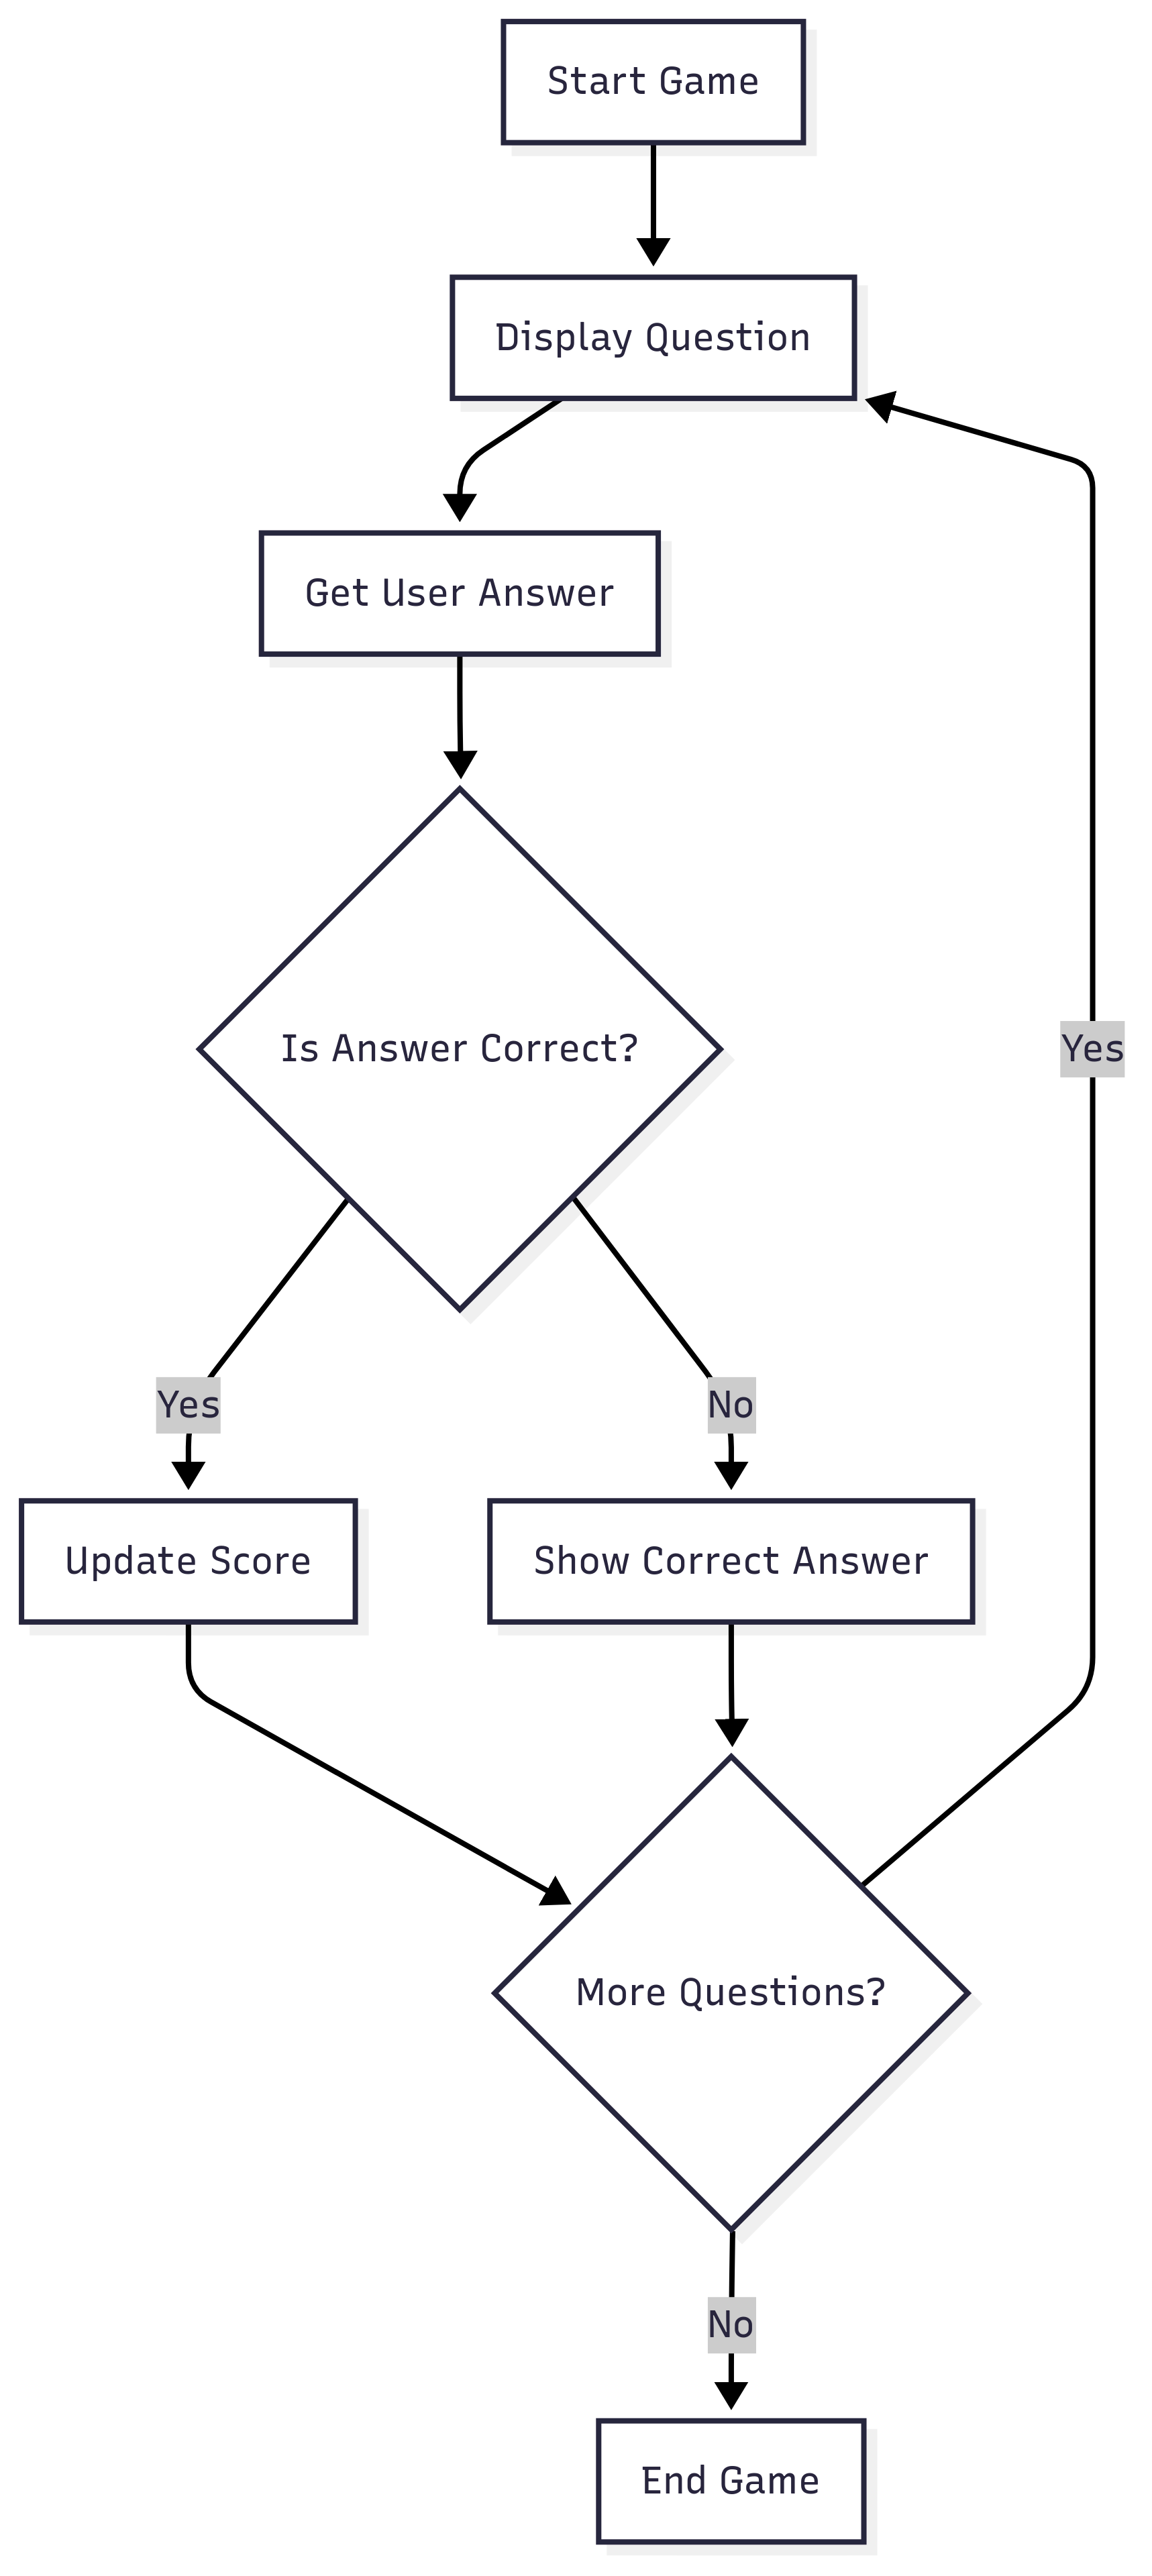 Start Game
Display Question
Get User Answer
Is Answer Correct?
Yes
Yes
No
Update Score
Show Correct Answer
More Questions?
No
End Game